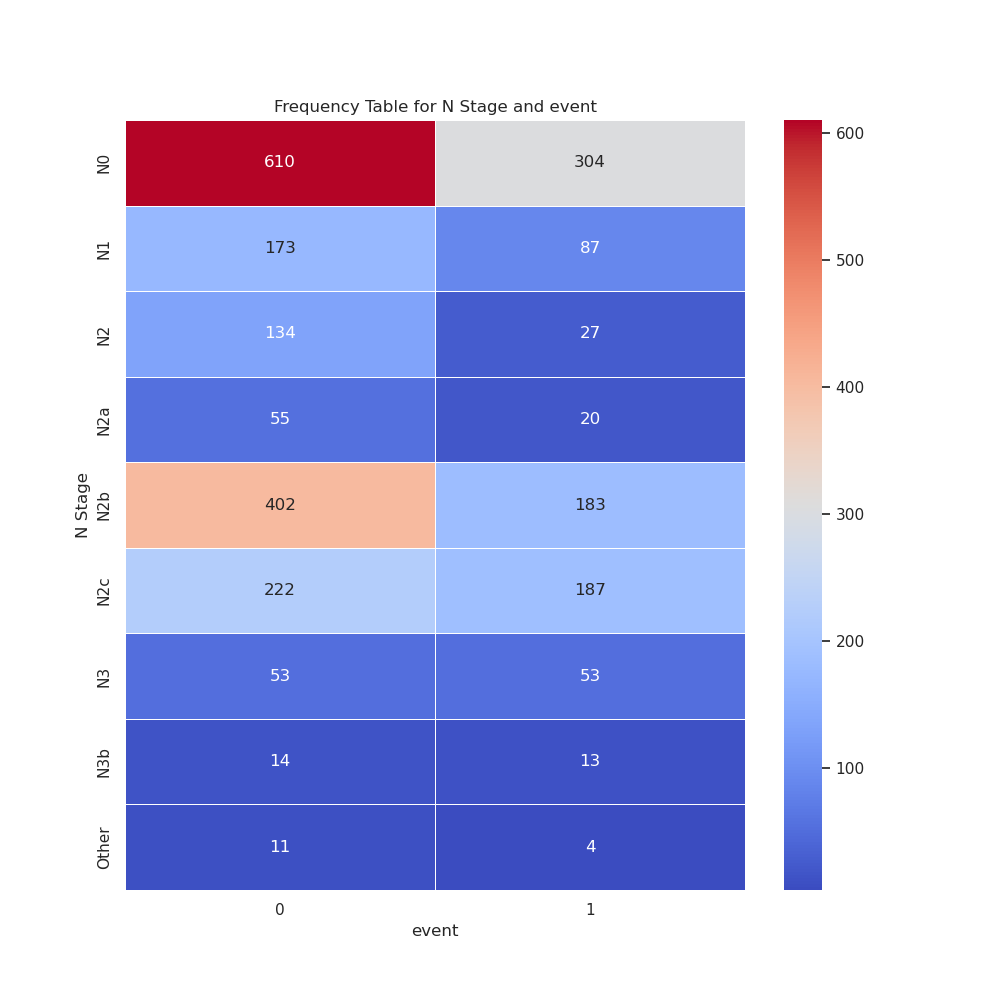 Frequency Table for N Stage and event
N0 610 304
N1 173 87
N2 134 27
N2a 55 20
N2b 402 183
N2c 222 187
N3 53 53
N3b 14 13
Other 11 4
0 1
event
N Stage
600
500
400
300
200
100